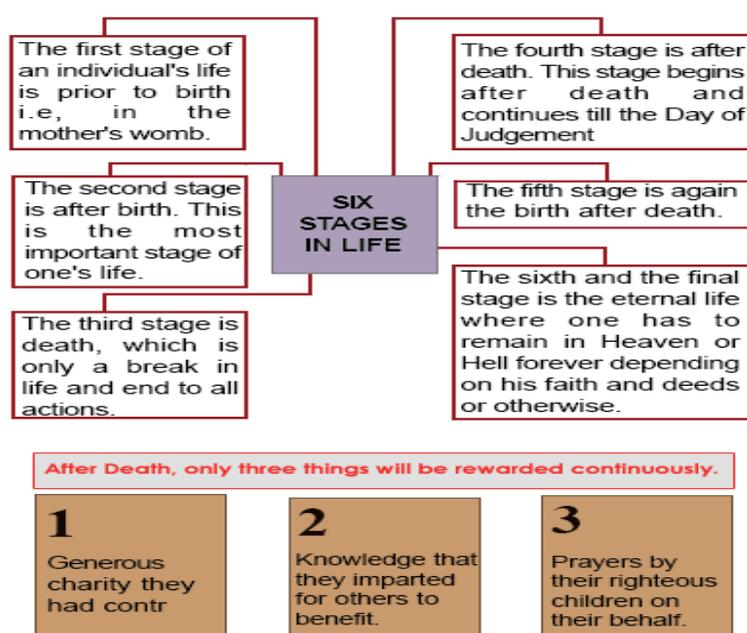 The first stage of
an individual's life
is prior to birth
i.e, in the
mother's womb.
The second stage
is after birth. This
is the most
important stage of
one's life.
The third stage is
death, which is
only a break in
life and end to all
actions.
SIX
STAGES
IN LIFE
The fourth stage is after
death. This stage begins
after death and
continues till the Day of
Judgement
The fifth stage is again
the birth after death.
The sixth and the final
stage is the eternal life
where one has to
remain in Heaven or
Hell forever depending
on his faith and deeds
or otherwise.
After Death, only three things will be rewarded continuously.
1
Generous
charity they
had contr
2
Knowledge that
they imparted
for others to
benefit.
3
Prayers by
their righteous
children on
their behalf.